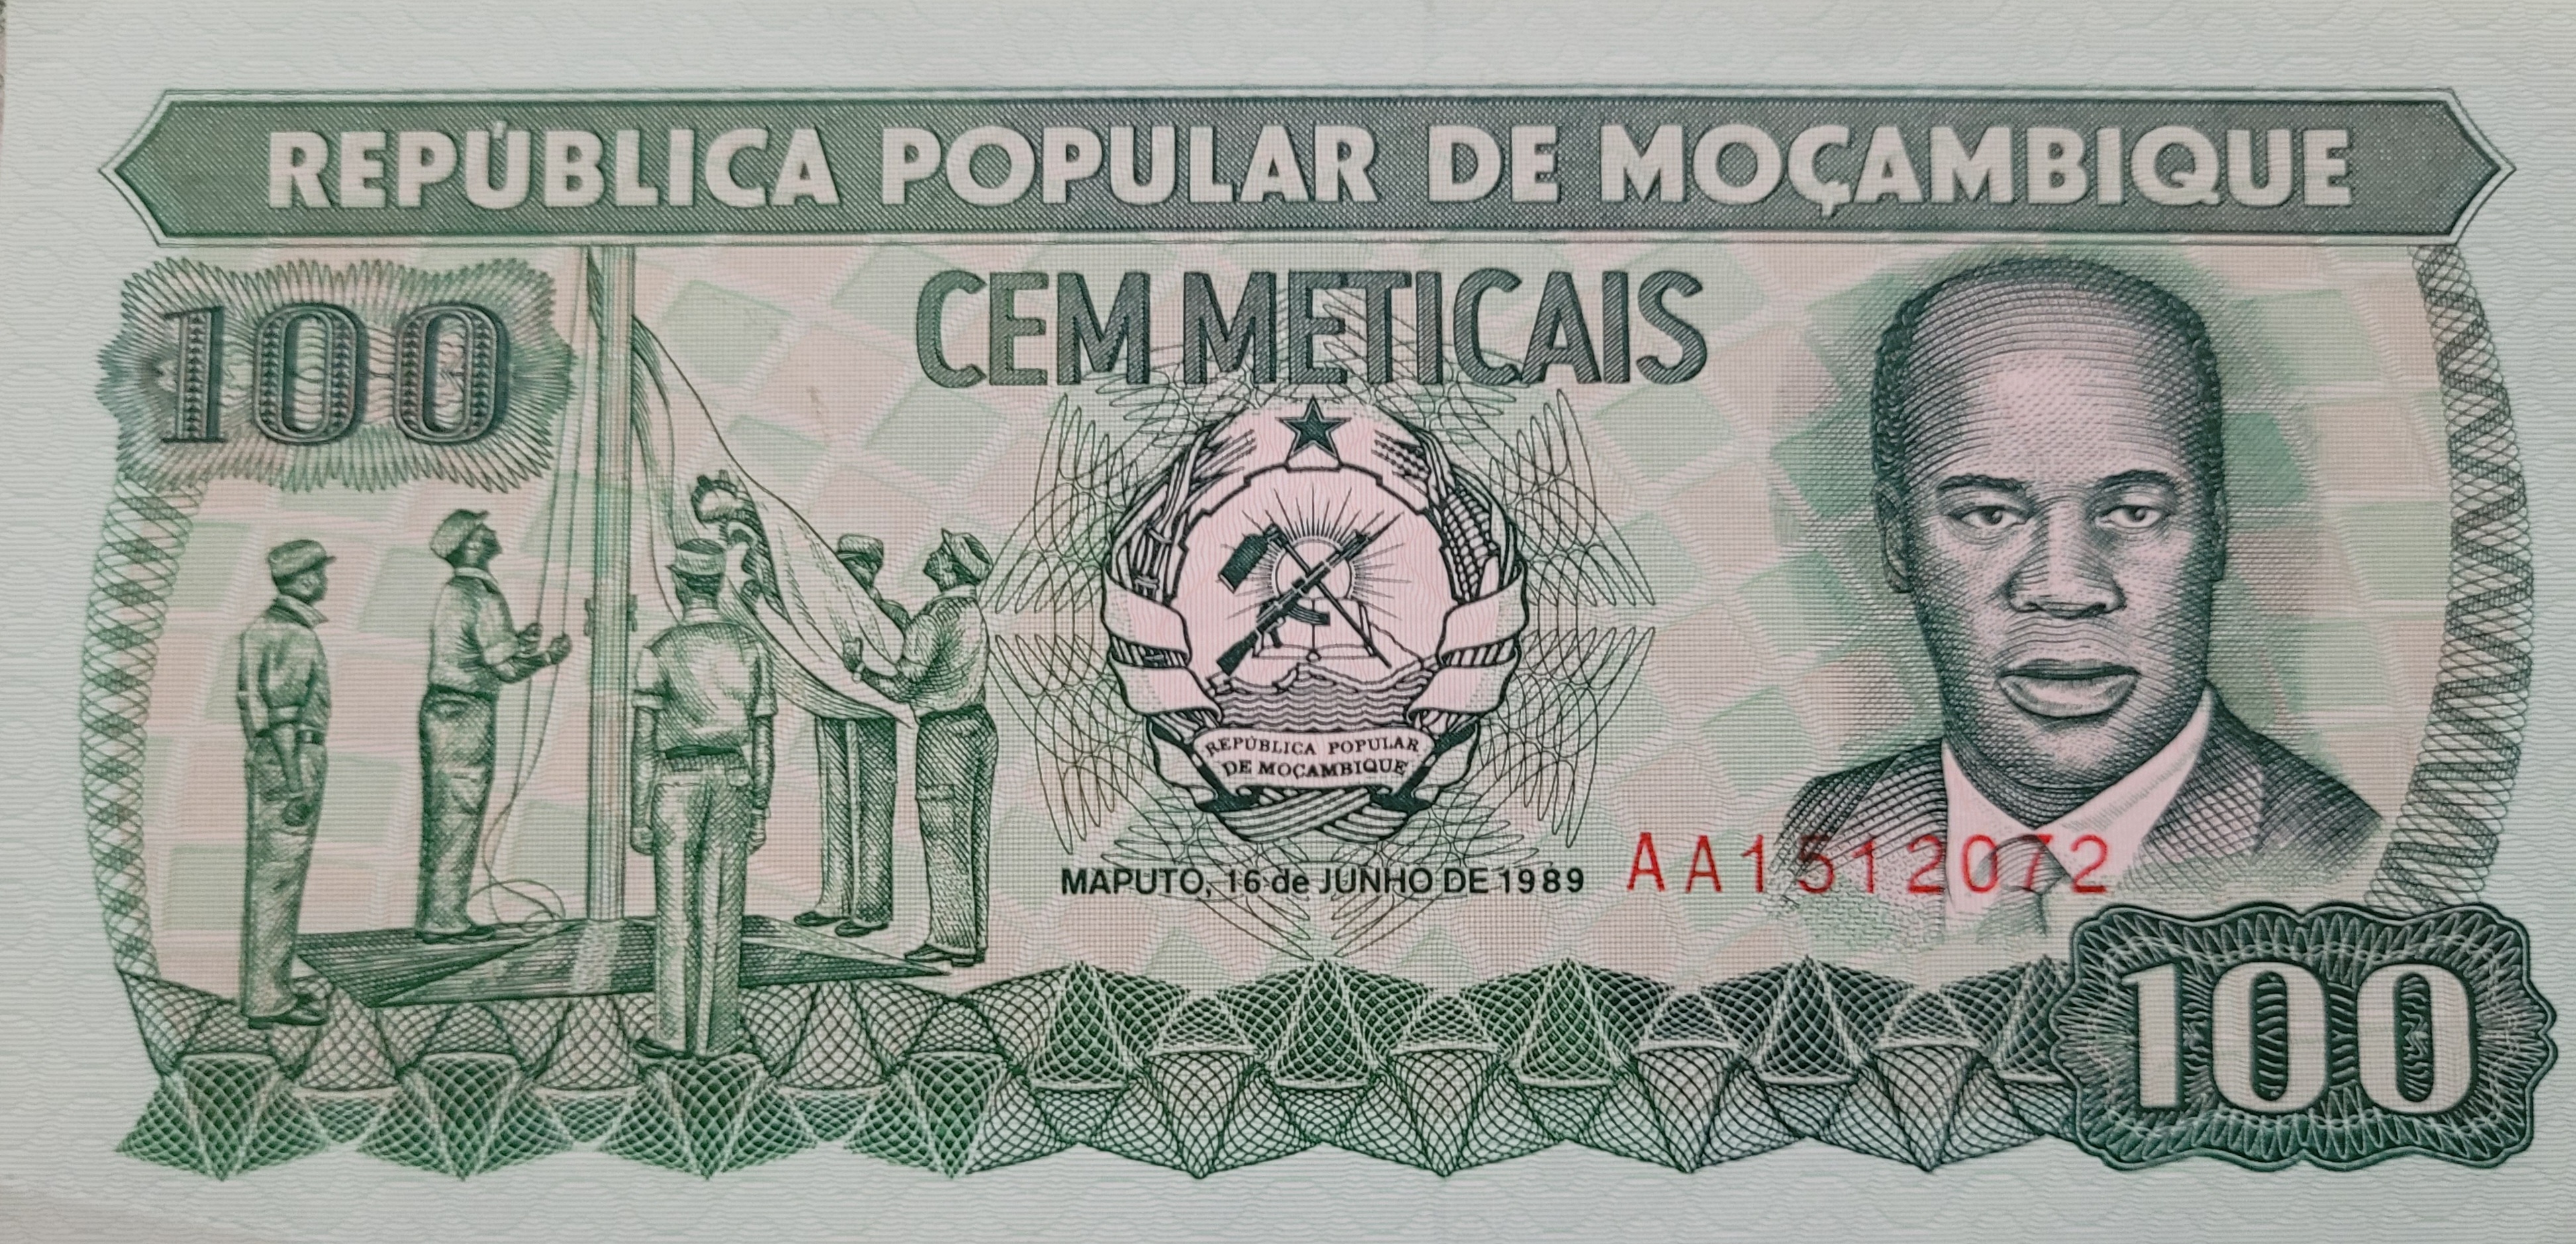 REPÚBLICA POPULAR DE MOÇAMBIQUE
100
CEM METICAIS
REPÚBLICA POPULAR
DE MOÇAMBIQUE
MAPUTO, 16 de JUNHO DE 1989
AA1512072
100